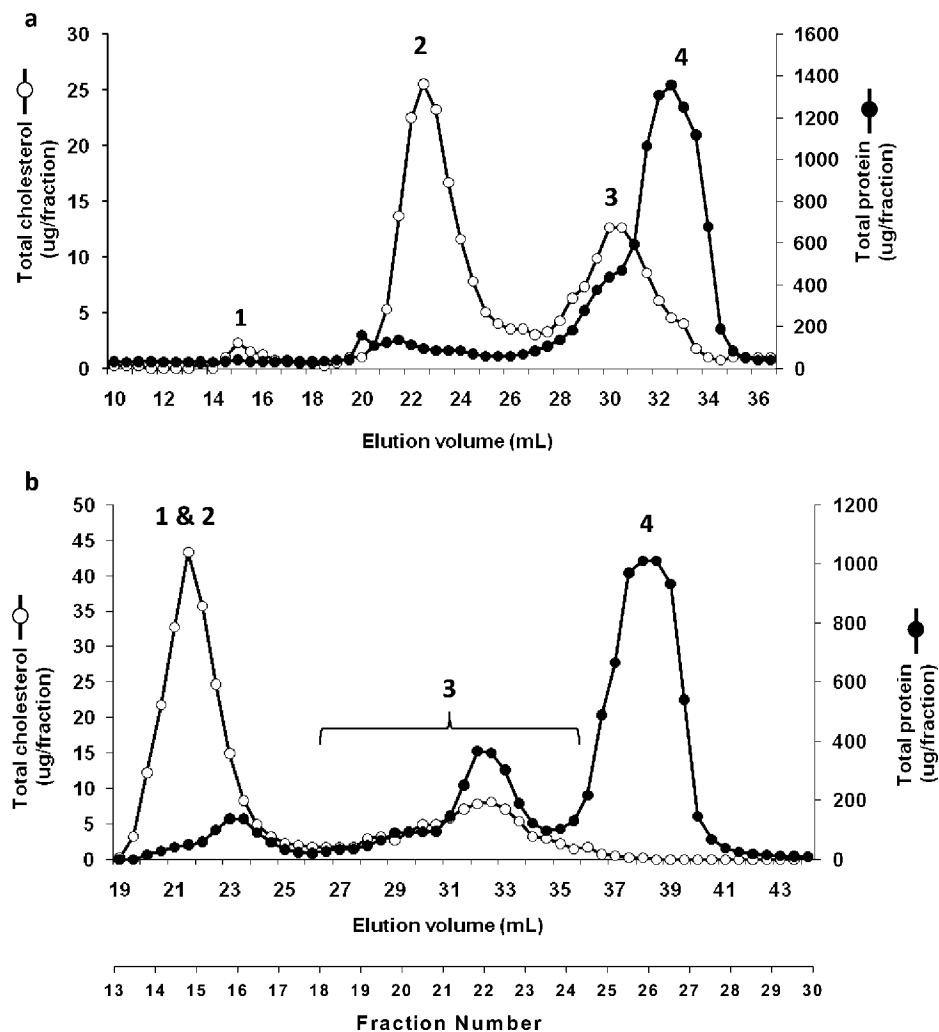 a
Total cholesterol
(ug/fraction)
30
25
20
15
10
5
0
1
2
3
4
1600
1400
1200
1000
800
600
400
200
0
Total protein
(ug/fraction)
10 12 14 16 18 20 22 24 26 28 30 32 34 36
Elution volume (mL)
b
Total cholesterol
(ug/fraction)
50
45
40
35
30
25
20
15
10
5
0
1 & 2
3
4
1200
1000
800
600
400
200
0
Total protein
(ug/fraction)
19 21 23 25 27 29 31 33 35 37 39 41 43
Elution volume (mL)
13 14 15 16 17 18 19 20 21 22 23 24 25 26 27 28 29 30
Fraction Number